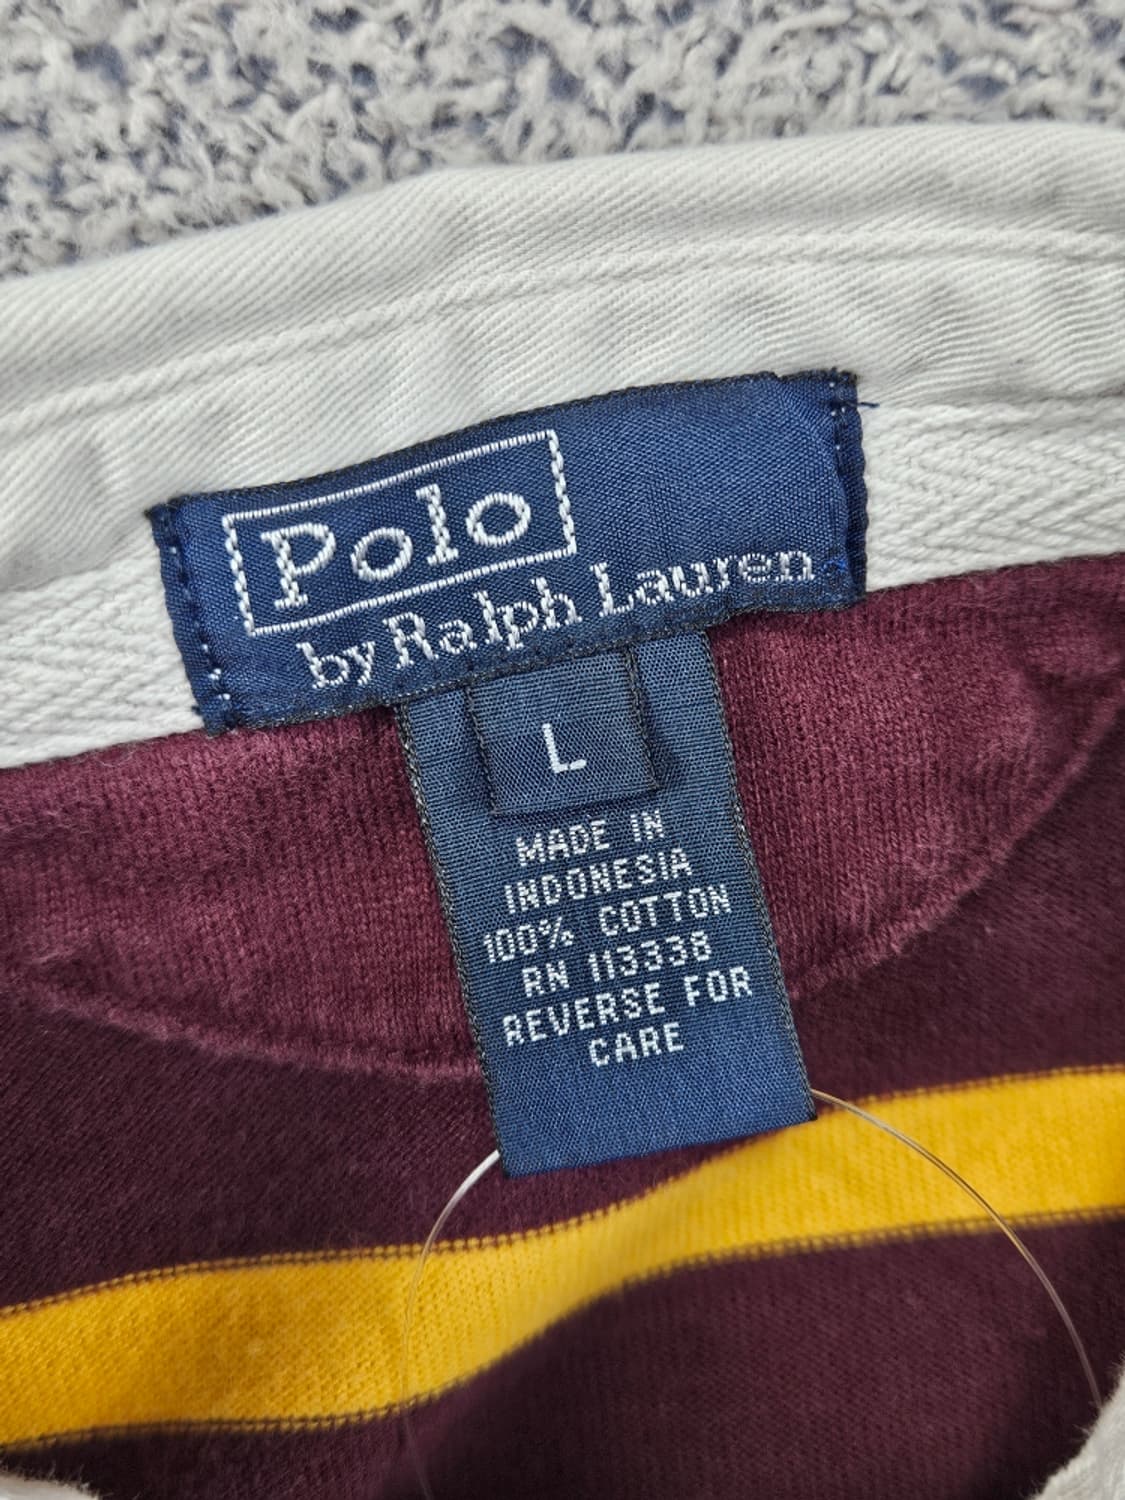 Polo
by Ralph Lauren
L
MADE IN
INDONESIA
100% COTTON
RN 113338
REVERSE FOR
CARE